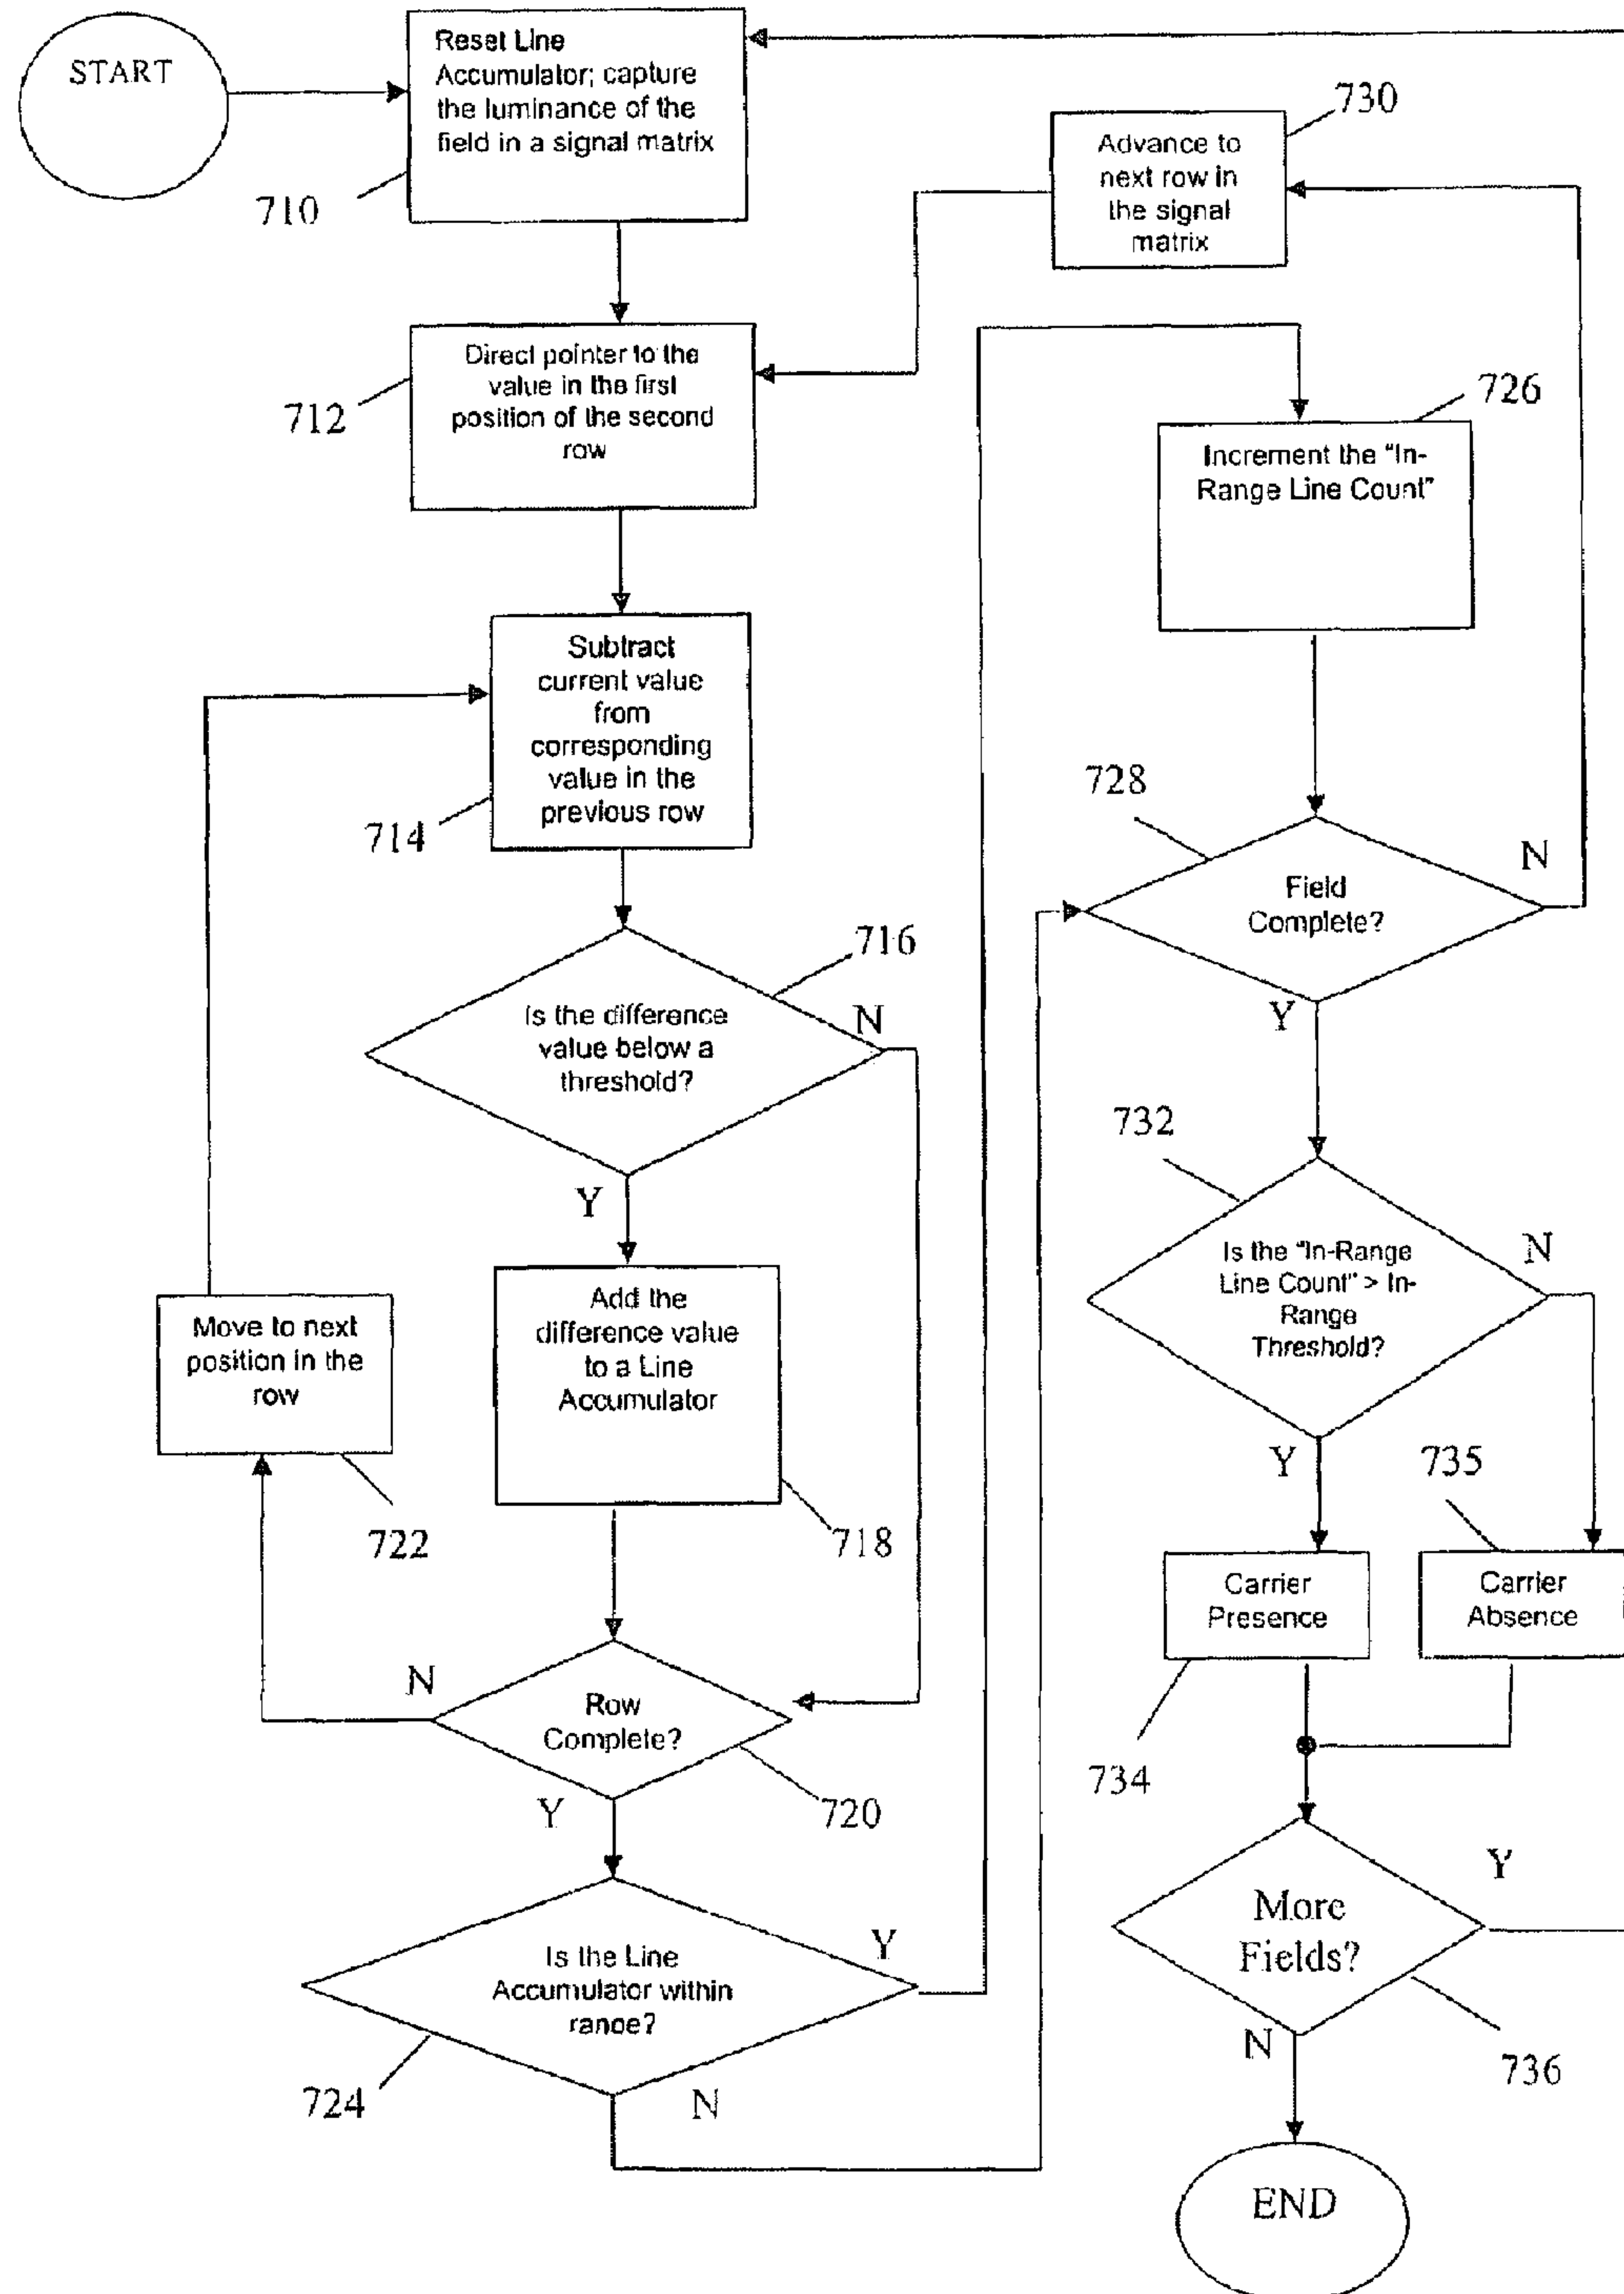 START
Reset Line
Accumulator; capture
the luminance of the
field in a signal matrix
710
730
Advance to
next row in
the signal
matrix
Direct pointer to the
value in the first
position of the second
row
712
726
Increment the "In-
Range Line Count"
Subtract
current value
from
corresponding
value in the
previous row
714
728
Field
Complete?
N
Y
716
Is the difference
value below a
threshold?
N
Y
732
Is the "In-Range
Line Count" > In-
Range
Threshold?
N
Y
Add the
difference value
to a Line
Accumulator
718
Move to next
position in the
row
722
735
Carrier
Presence
734
Carrier
Absence
Row
Complete?
N
Y
720
More
Fields?
Y
N
736
Is the Line
Accumulator within
range?
Y
N
724
END